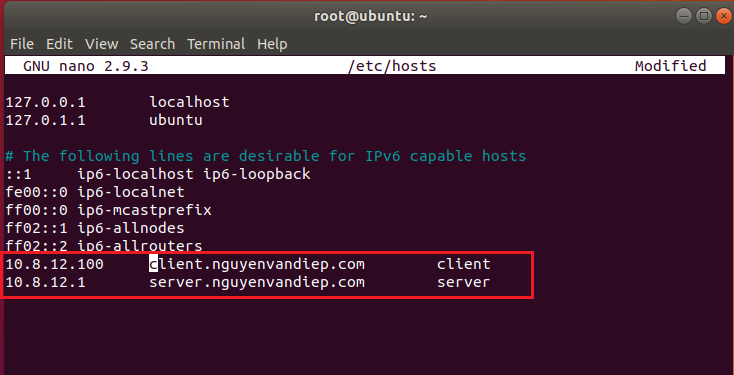 root@ubuntu: ~
File Edit View Search Terminal Help
GNU nano 2.9.3 /etc/hosts Modified
127.0.0.1 localhost
127.0.1.1 ubuntu
# The following lines are desirable for IPv6 capable hosts
::1 ip6-localhost ip6-loopback
fe00::0 ip6-localnet
ff00::0 ip6-mcastprefix
ff02::1 ip6-allnodes
ff02::2 ip6-allrouters
10.8.12.100 client.nguyenvandiep.com client
10.8.12.1 server.nguyenvandiep.com server